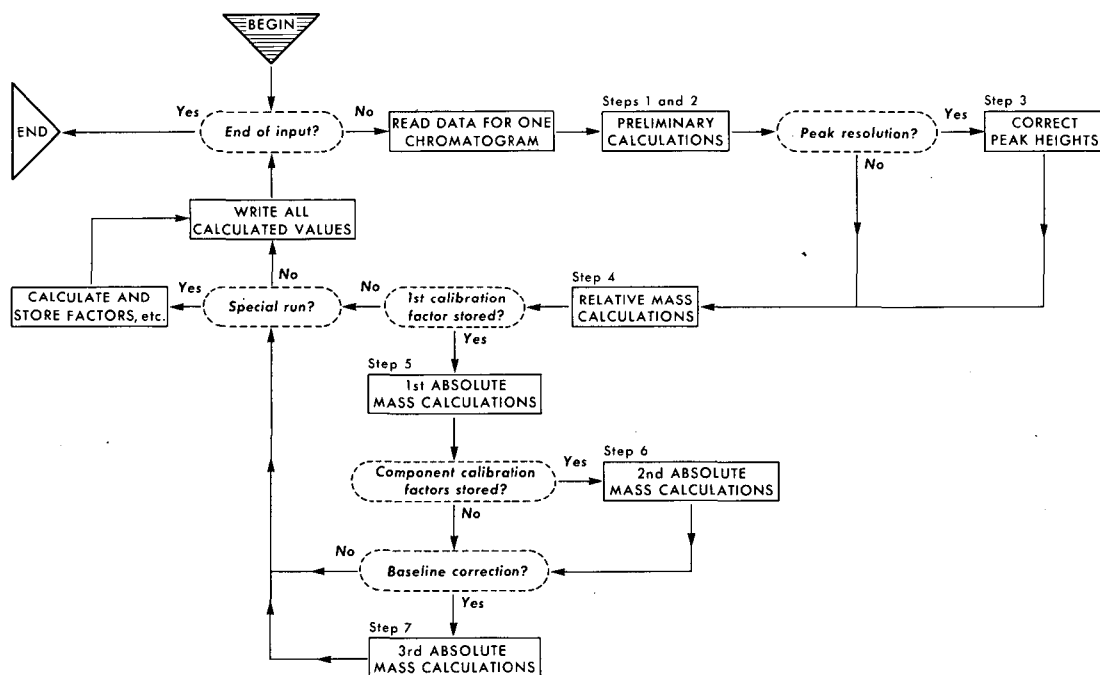 BEGIN
END
Yes
End of input?
No
READ DATA FOR ONE
CHROMATOGRAM
Steps 1 and 2
PRELIMINARY
CALCULATIONS
Peak resolution?
Yes
No
Step 3
CORRECT
PEAK HEIGHTS
WRITE ALL
CALCULATED VALUES
No
CALCULATE AND
STORE FACTORS, etc.
Yes
Special run?
No
1st calibration
factor stored?
Yes
Step 4
RELATIVE MASS
CALCULATIONS
Step 5
1st ABSOLUTE
MASS CALCULATIONS
Component calibration
factors stored?
Yes
No
Step 6
2nd ABSOLUTE
MASS CALCULATIONS
No
Baseline correction?
Yes
Step 7
3rd ABSOLUTE
MASS CALCULATIONS